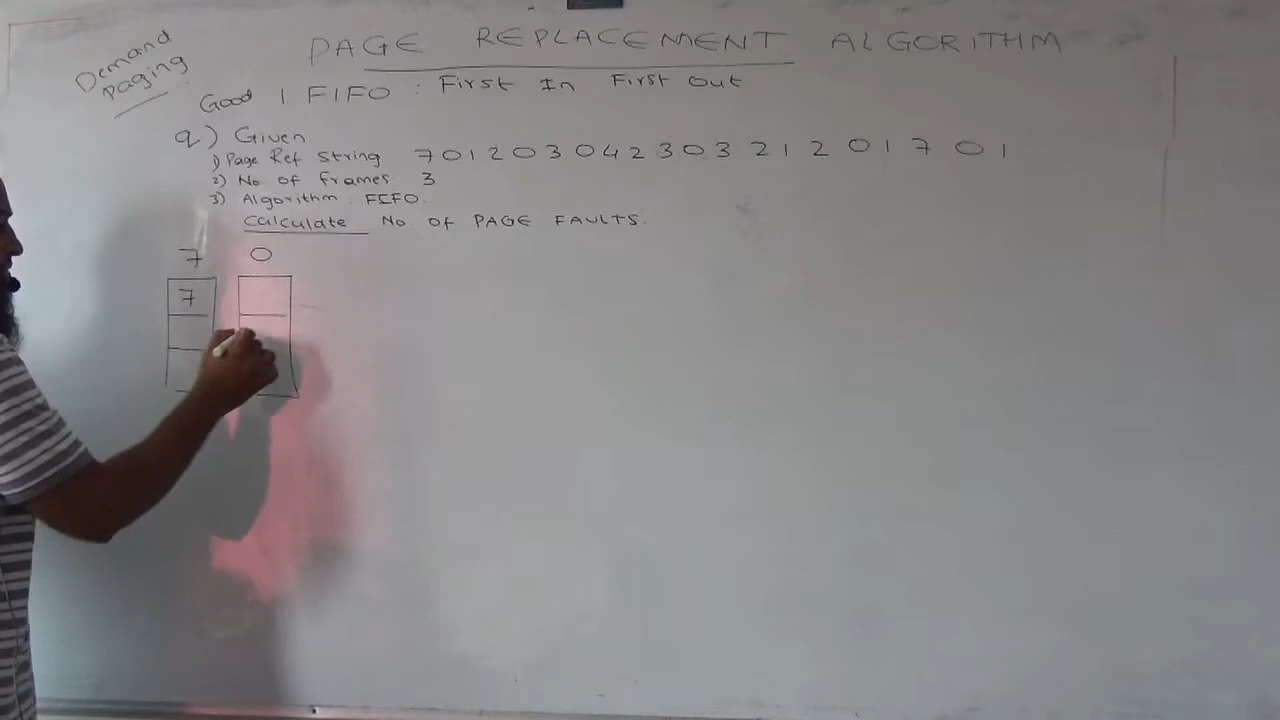 Demand
Paging
PAGE REPLACEMENT ALGORITHM
Good 1 FIFO : First In First Out
q) Given
1) Page Ref String 7 0 1 2 0 3 0 4 2 3 0 3 2 1 2 0 1 7 0 1
2) No of frames 3
3) Algorithm : FIFO.
Calculate No of PAGE FAULTS.
7 0
7